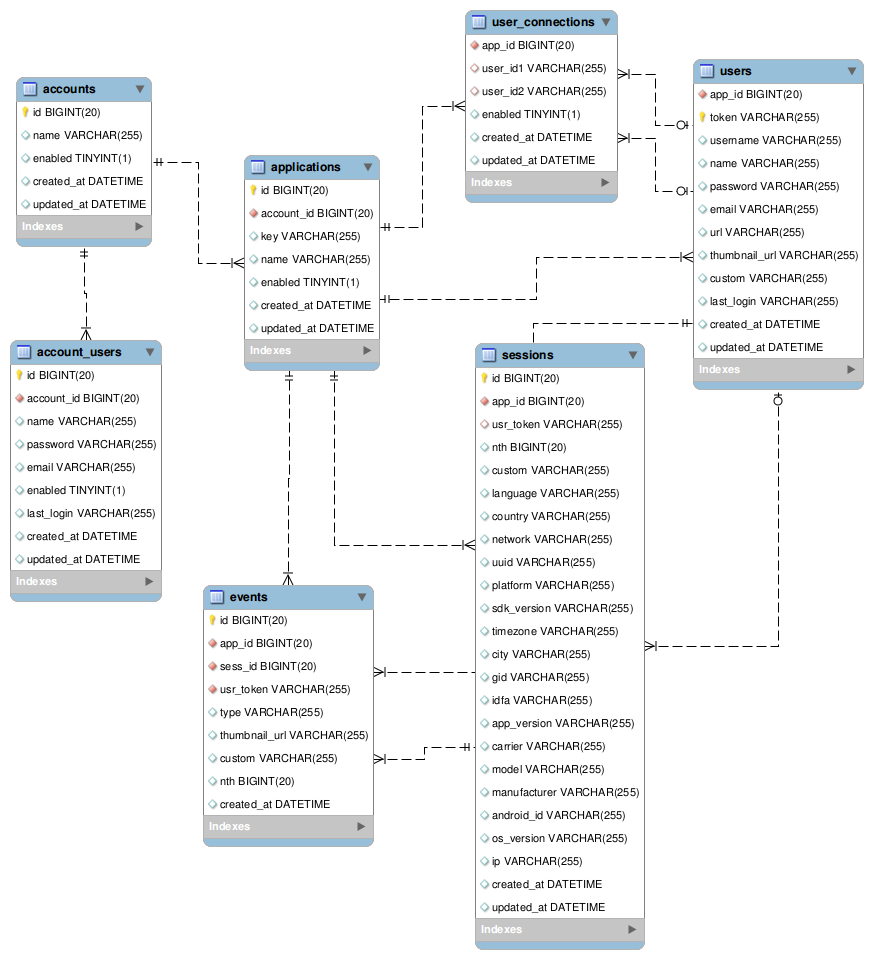 accounts
id BIGINT(20)
name VARCHAR(255)
enabled TINYINT(1)
created_at DATETIME
updated_at DATETIME
Indexes
account_users
id BIGINT(20)
account_id BIGINT(20)
name VARCHAR(255)
password VARCHAR(255)
email VARCHAR(255)
enabled TINYINT(1)
last_login VARCHAR(255)
created_at DATETIME
updated_at DATETIME
Indexes
applications
id BIGINT(20)
account_id BIGINT(20)
key VARCHAR(255)
name VARCHAR(255)
enabled TINYINT(1)
created_at DATETIME
updated_at DATETIME
Indexes
events
id BIGINT(20)
app_id BIGINT(20)
sess_id BIGINT(20)
usr_token VARCHAR(255)
type VARCHAR(255)
thumbnail_url VARCHAR(255)
custom VARCHAR(255)
nth BIGINT(20)
created_at DATETIME
Indexes
user_connections
app_id BIGINT(20)
user_id1 VARCHAR(255)
user_id2 VARCHAR(255)
enabled TINYINT(1)
created_at DATETIME
updated_at DATETIME
Indexes
sessions
id BIGINT(20)
app_id BIGINT(20)
usr_token VARCHAR(255)
nth BIGINT(20)
custom VARCHAR(255)
language VARCHAR(255)
country VARCHAR(255)
network VARCHAR(255)
uuid VARCHAR(255)
platform VARCHAR(255)
sdk_version VARCHAR(255)
timezone VARCHAR(255)
city VARCHAR(255)
gid VARCHAR(255)
idfa VARCHAR(255)
app_version VARCHAR(255)
carrier VARCHAR(255)
model VARCHAR(255)
manufacturer VARCHAR(255)
android_id VARCHAR(255)
os_version VARCHAR(255)
ip VARCHAR(255)
created_at DATETIME
updated_at DATETIME
Indexes
users
app_id BIGINT(20)
token VARCHAR(255)
username VARCHAR(255)
name VARCHAR(255)
password VARCHAR(255)
email VARCHAR(255)
url VARCHAR(255)
thumbnail_url VARCHAR(255)
custom VARCHAR(255)
last_login VARCHAR(255)
created_at DATETIME
updated_at DATETIME
Indexes